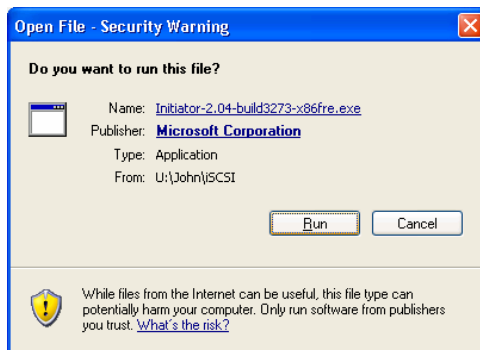 Open File - Security Warning
Do you want to run this file?
Name: Initiator-2.04-build3273-x86fre.exe
Publisher: Microsoft Corporation
Type: Application
From: U:\John\iSCSI
Run
Cancel
While files from the Internet can be useful, this file type can
potentially harm your computer. Only run software from publishers
you trust. What's the risk?